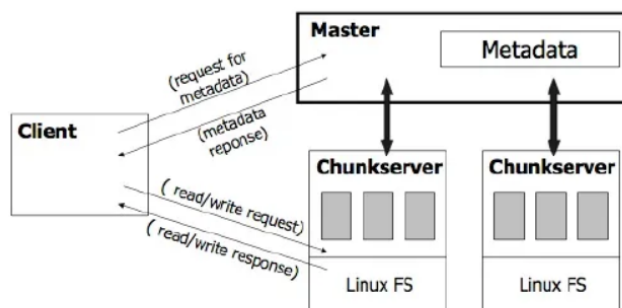 Master
Metadata
(request for
metadata)
(metadata
reponse)
Client
Chunkserver
Chunkserver
( read/write request)
( read/write response)
Linux FS
Linux FS